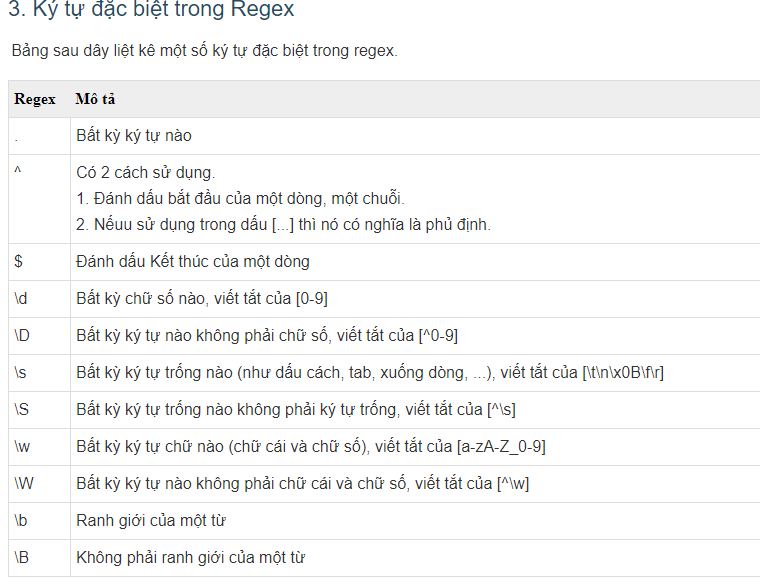 3. Ký tự đặc biệt trong Regex
Bảng sau dây liệt kê một số ký tự đặc biệt trong regex.
Regex Mô tả
. Bất kỳ ký tự nào
^ Có 2 cách sử dụng.
1. Đánh dấu bắt đầu của một dòng, một chuỗi.
2. Nếuu sử dụng trong dấu [...] thì nó có nghĩa là phủ định.
$ Đánh dấu Kết thúc của một dòng
\d Bất kỳ chữ số nào, viết tắt của [0-9]
\D Bất kỳ ký tự nào không phải chữ số, viết tắt của [^0-9]
\s Bất kỳ ký tự trống nào (như dấu cách, tab, xuống dòng, ...), viết tắt của [\t\n\x0B\f\r]
\S Bất kỳ ký tự trống nào không phải ký tự trống, viết tắt của [^\s]
\w Bất kỳ ký tự chữ nào (chữ cái và chữ số), viết tắt của [a-zA-Z_0-9]
\W Bất kỳ ký tự nào không phải chữ cái và chữ số, viết tắt của [^\w]
\b Ranh giới của một từ
\B Không phải ranh giới của một từ